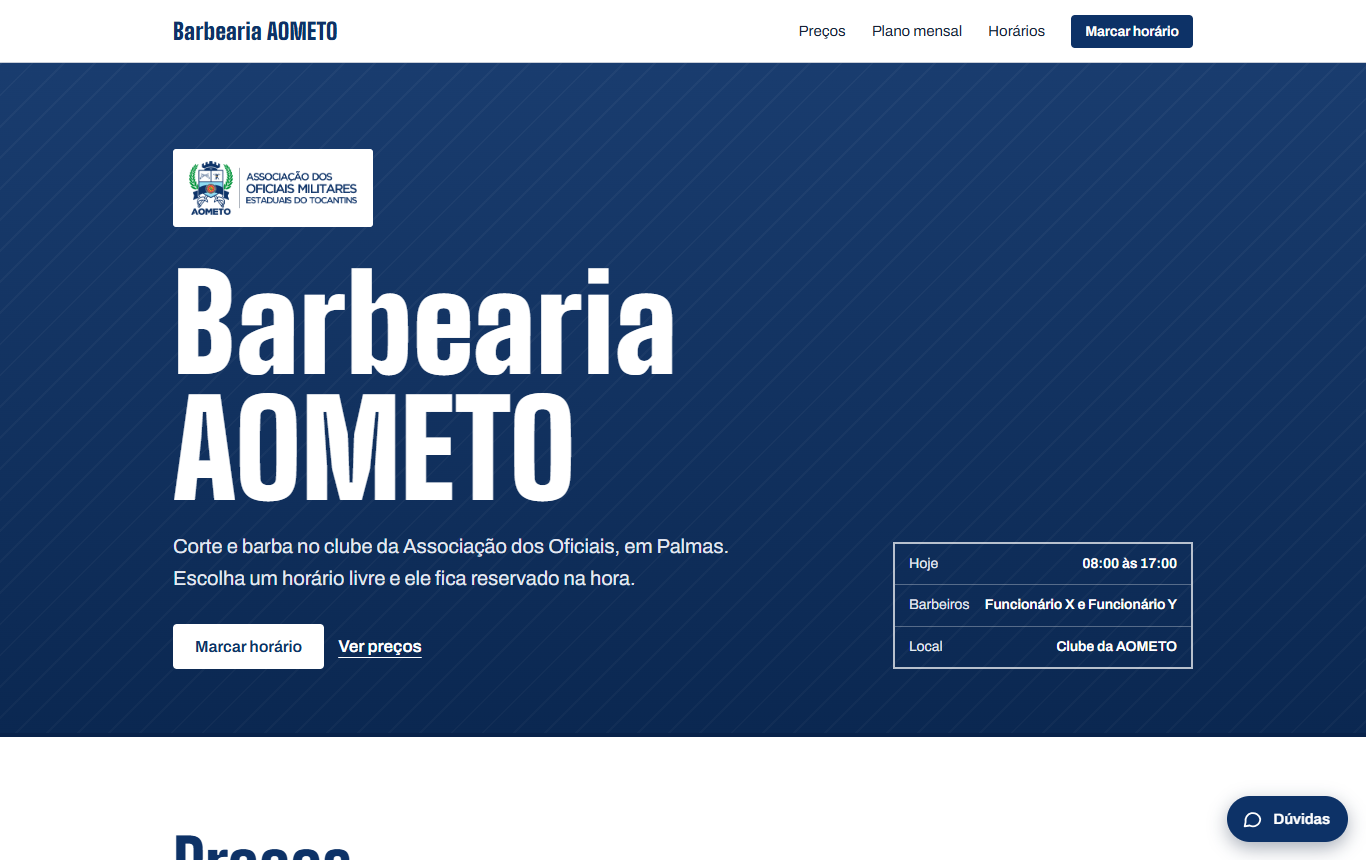 Barbearia AOMETO
Preços
Plano mensal
Horários
Marcar horário
ASSOCIAÇÃO DOS
OFICIAIS MILITARES
ESTADUAIS DO TOCANTINS
AOMETO
Barbearia
AOMETO
Corte e barba no clube da Associação dos Oficiais, em Palmas.
Escolha um horário livre e ele fica reservado na hora.
Marcar horário
Ver preços
Hoje 08:00 às 17:00
Barbeiros Funcionário X e Funcionário Y
Local Clube da AOMETO
Dúvidas